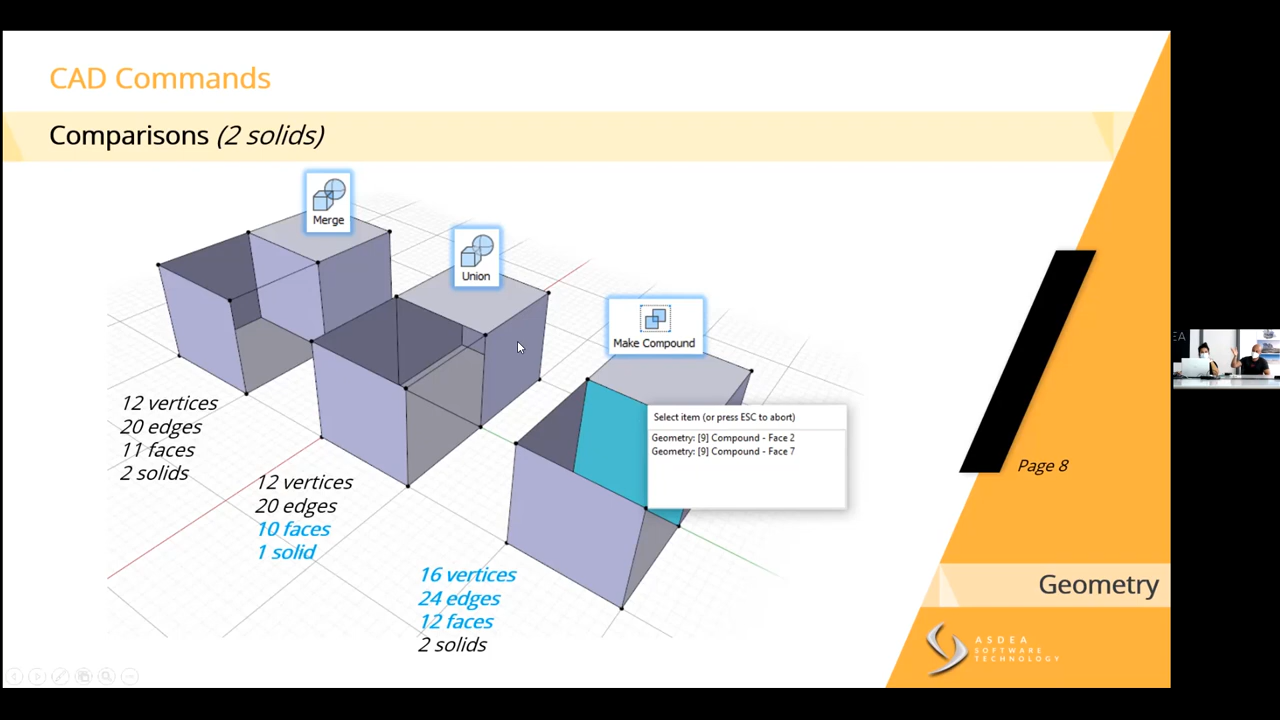 CAD Commands
Comparisons (2 solids)
Merge
Union
Make Compound
Select item (or press ESC to abort)
Geometry: [9] Compound - Face 2
Geometry: [9] Compound - Face 7
12 vertices
20 edges
11 faces
2 solids
12 vertices
20 edges
10 faces
1 solid
16 vertices
24 edges
12 faces
2 solids
Page 8
Geometry
ASDEA
SOFTWARE
TECHNOLOGY
EA